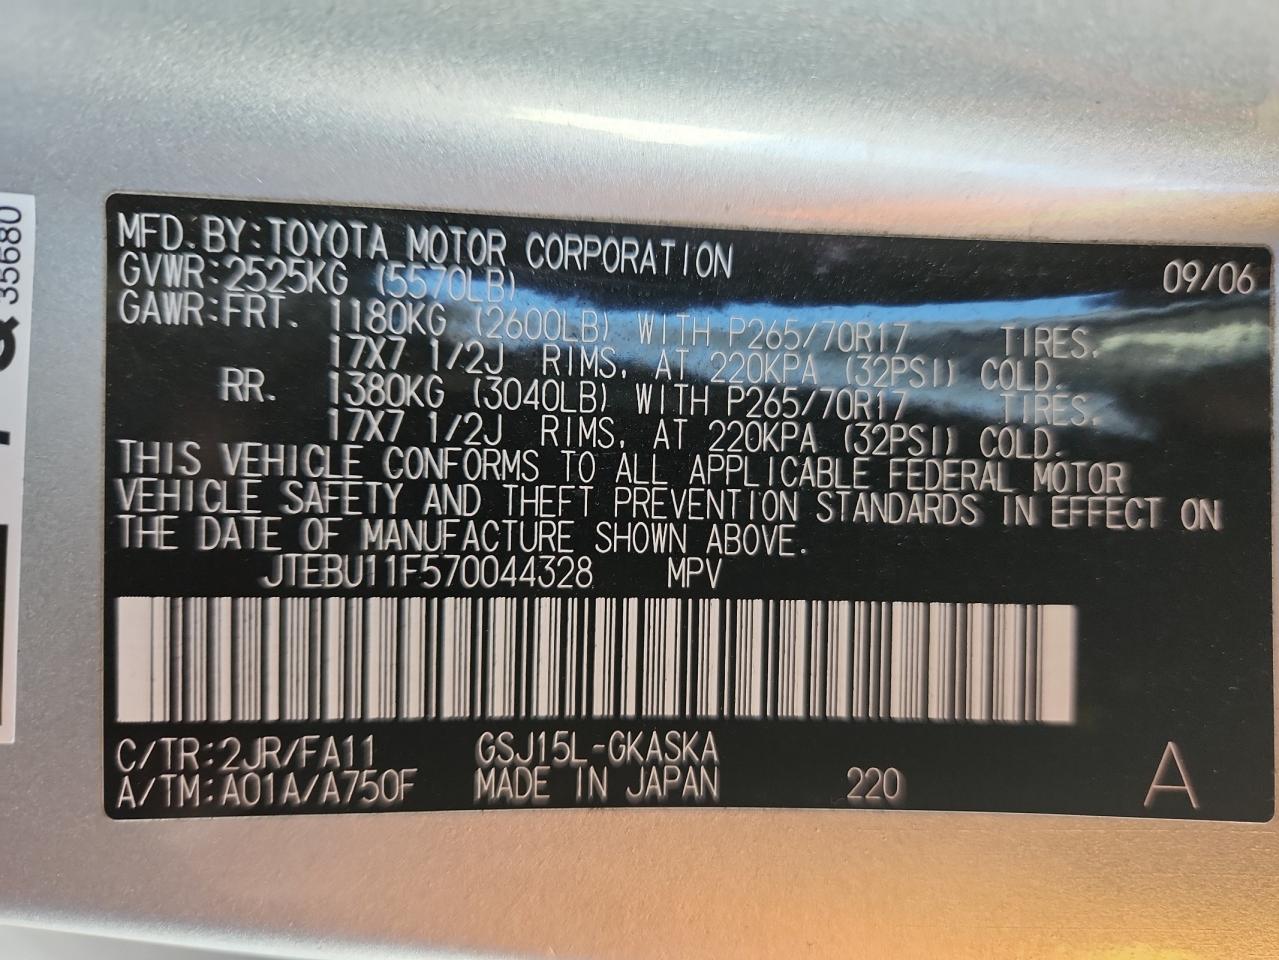 MFD. BY: TOYOTA MOTOR CORPORATION 09/06
GVWR: 2525KG (5570LB)
GAWR: FRT. 1180KG (2600LB) WITH P265/70R17 TIRES,
17X7 1/2J RIMS, AT 220KPA (32PSI) COLD.
RR. 1380KG (3040LB) WITH P265/70R17 TIRES,
17X7 1/2J RIMS, AT 220KPA (32PSI) COLD.
THIS VEHICLE CONFORMS TO ALL APPLICABLE FEDERAL MOTOR
VEHICLE SAFETY AND THEFT PREVENTION STANDARDS IN EFFECT ON
THE DATE OF MANUFACTURE SHOWN ABOVE.
JTEBU11F570044328 MPV
C/TR: 2JR/FA11 GSJ15L-GKASKA
A/TM: A01A/A750F MADE IN JAPAN 220 A
35680